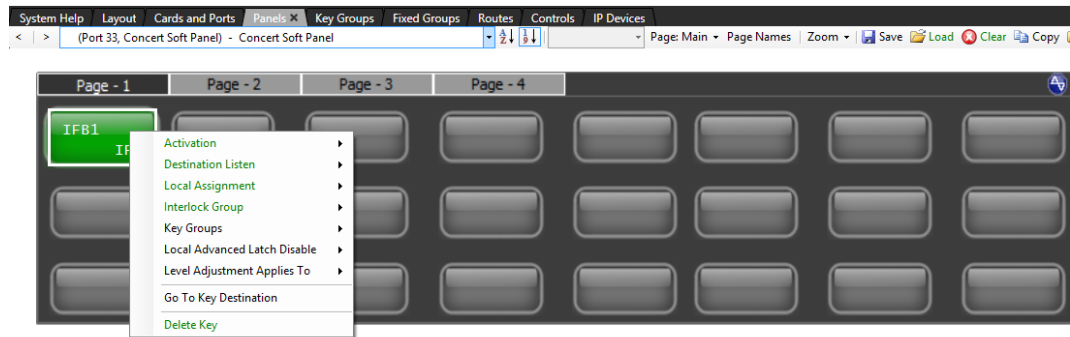 System Help Layout Cards and Ports Panels × Key Groups Fixed Groups Routes Controls IP Devices
< > (Port 33, Concert Soft Panel) - Concert Soft Panel Page: Main Page Names Zoom Save Load Clear Copy
Page - 1 Page - 2 Page - 3 Page - 4
IFB1
IF
Activation
Destination Listen
Local Assignment
Interlock Group
Key Groups
Local Advanced Latch Disable
Level Adjustment Applies To
Go To Key Destination
Delete Key